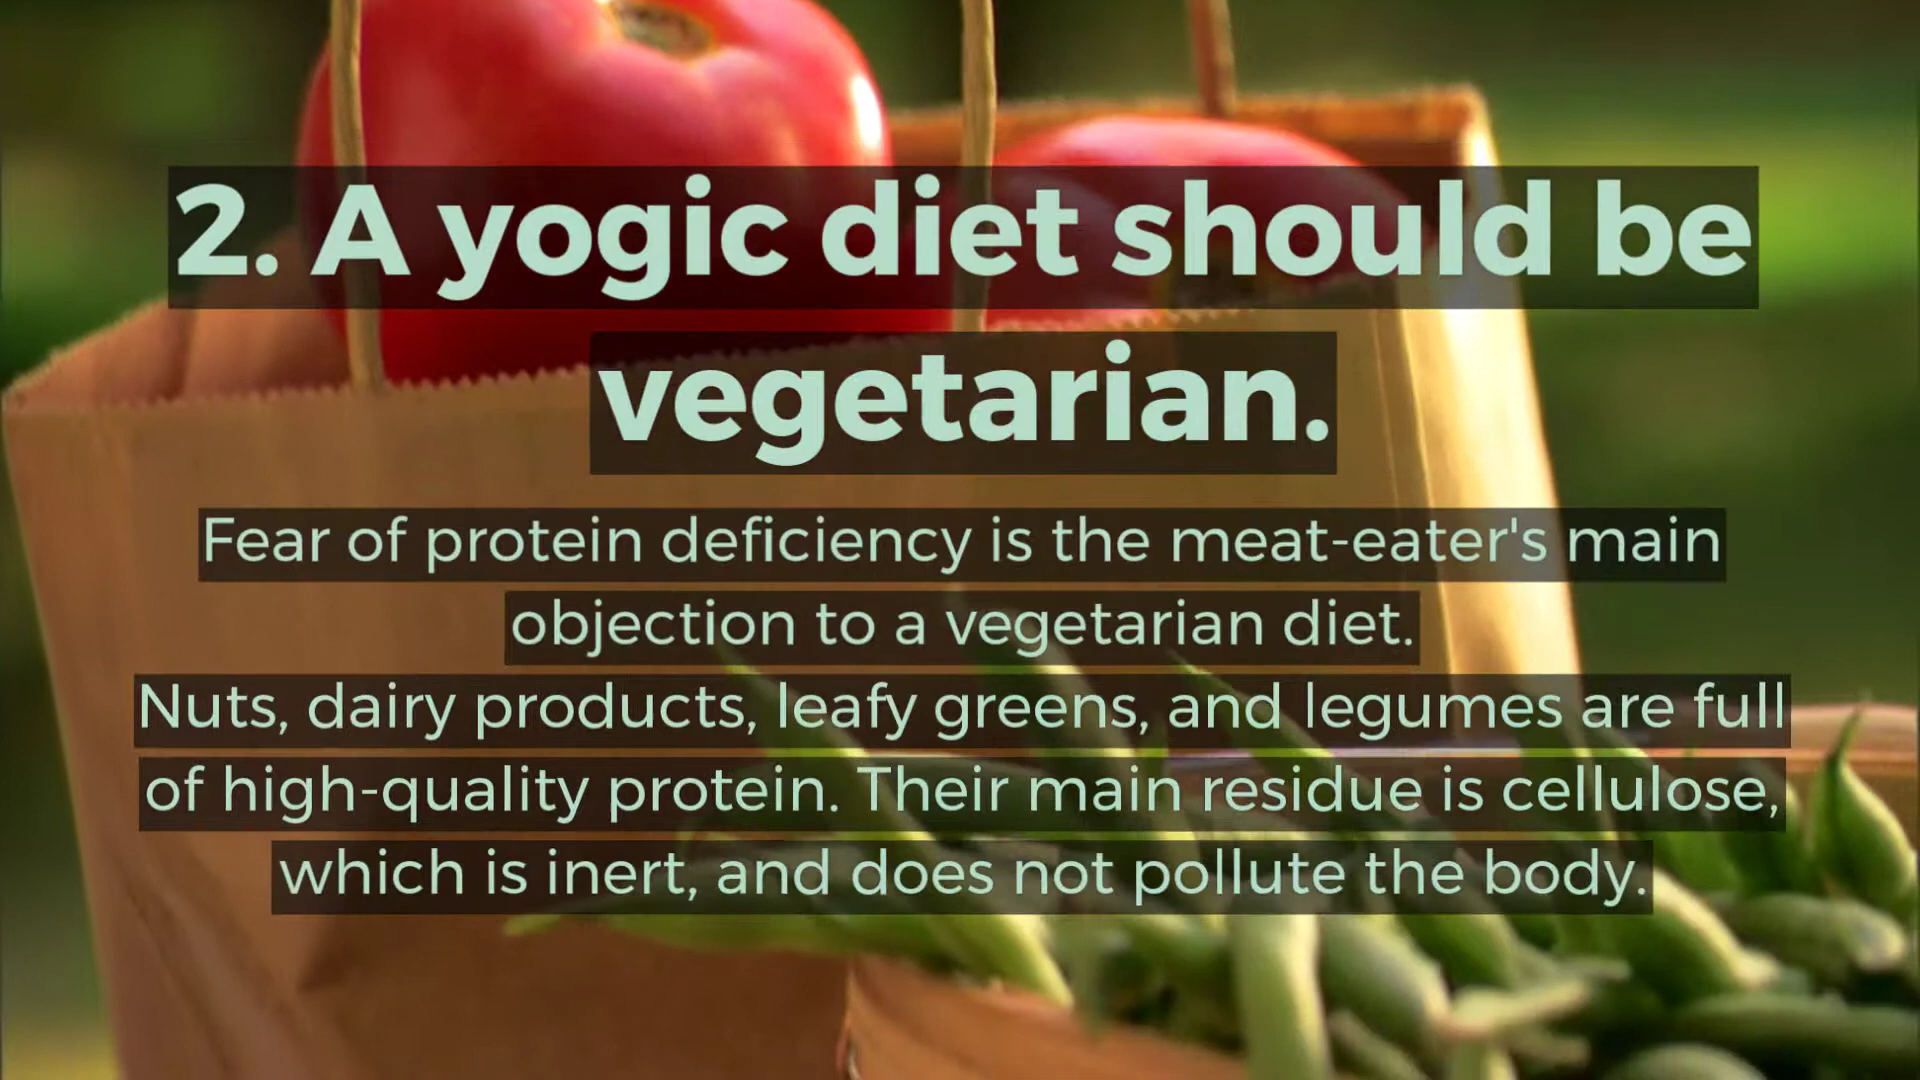 2. A yogic diet should be
vegetarian.
Fear of protein deficiency is the meat-eater's main
objection to a vegetarian diet.
Nuts, dairy products, leafy greens, and legumes are full
of high-quality protein. Their main residue is cellulose,
which is inert, and does not pollute the body.